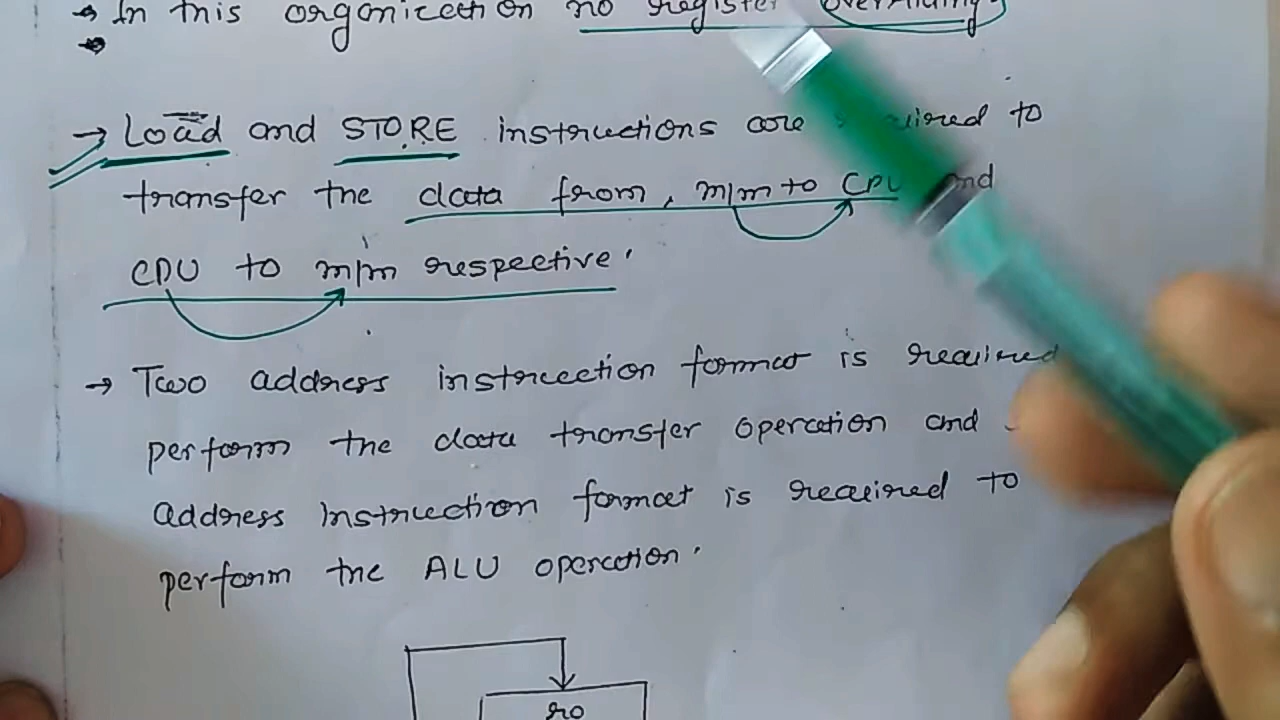 → In this organization no register overriding
→ Load and STORE instructions are required to
transfer the data from, m/m to CPU and
CPU to m/m respective.
→ Two address instruction format is required
perform the data transfer operation and
address instruction format is required to
perform the ALU operation.
r0